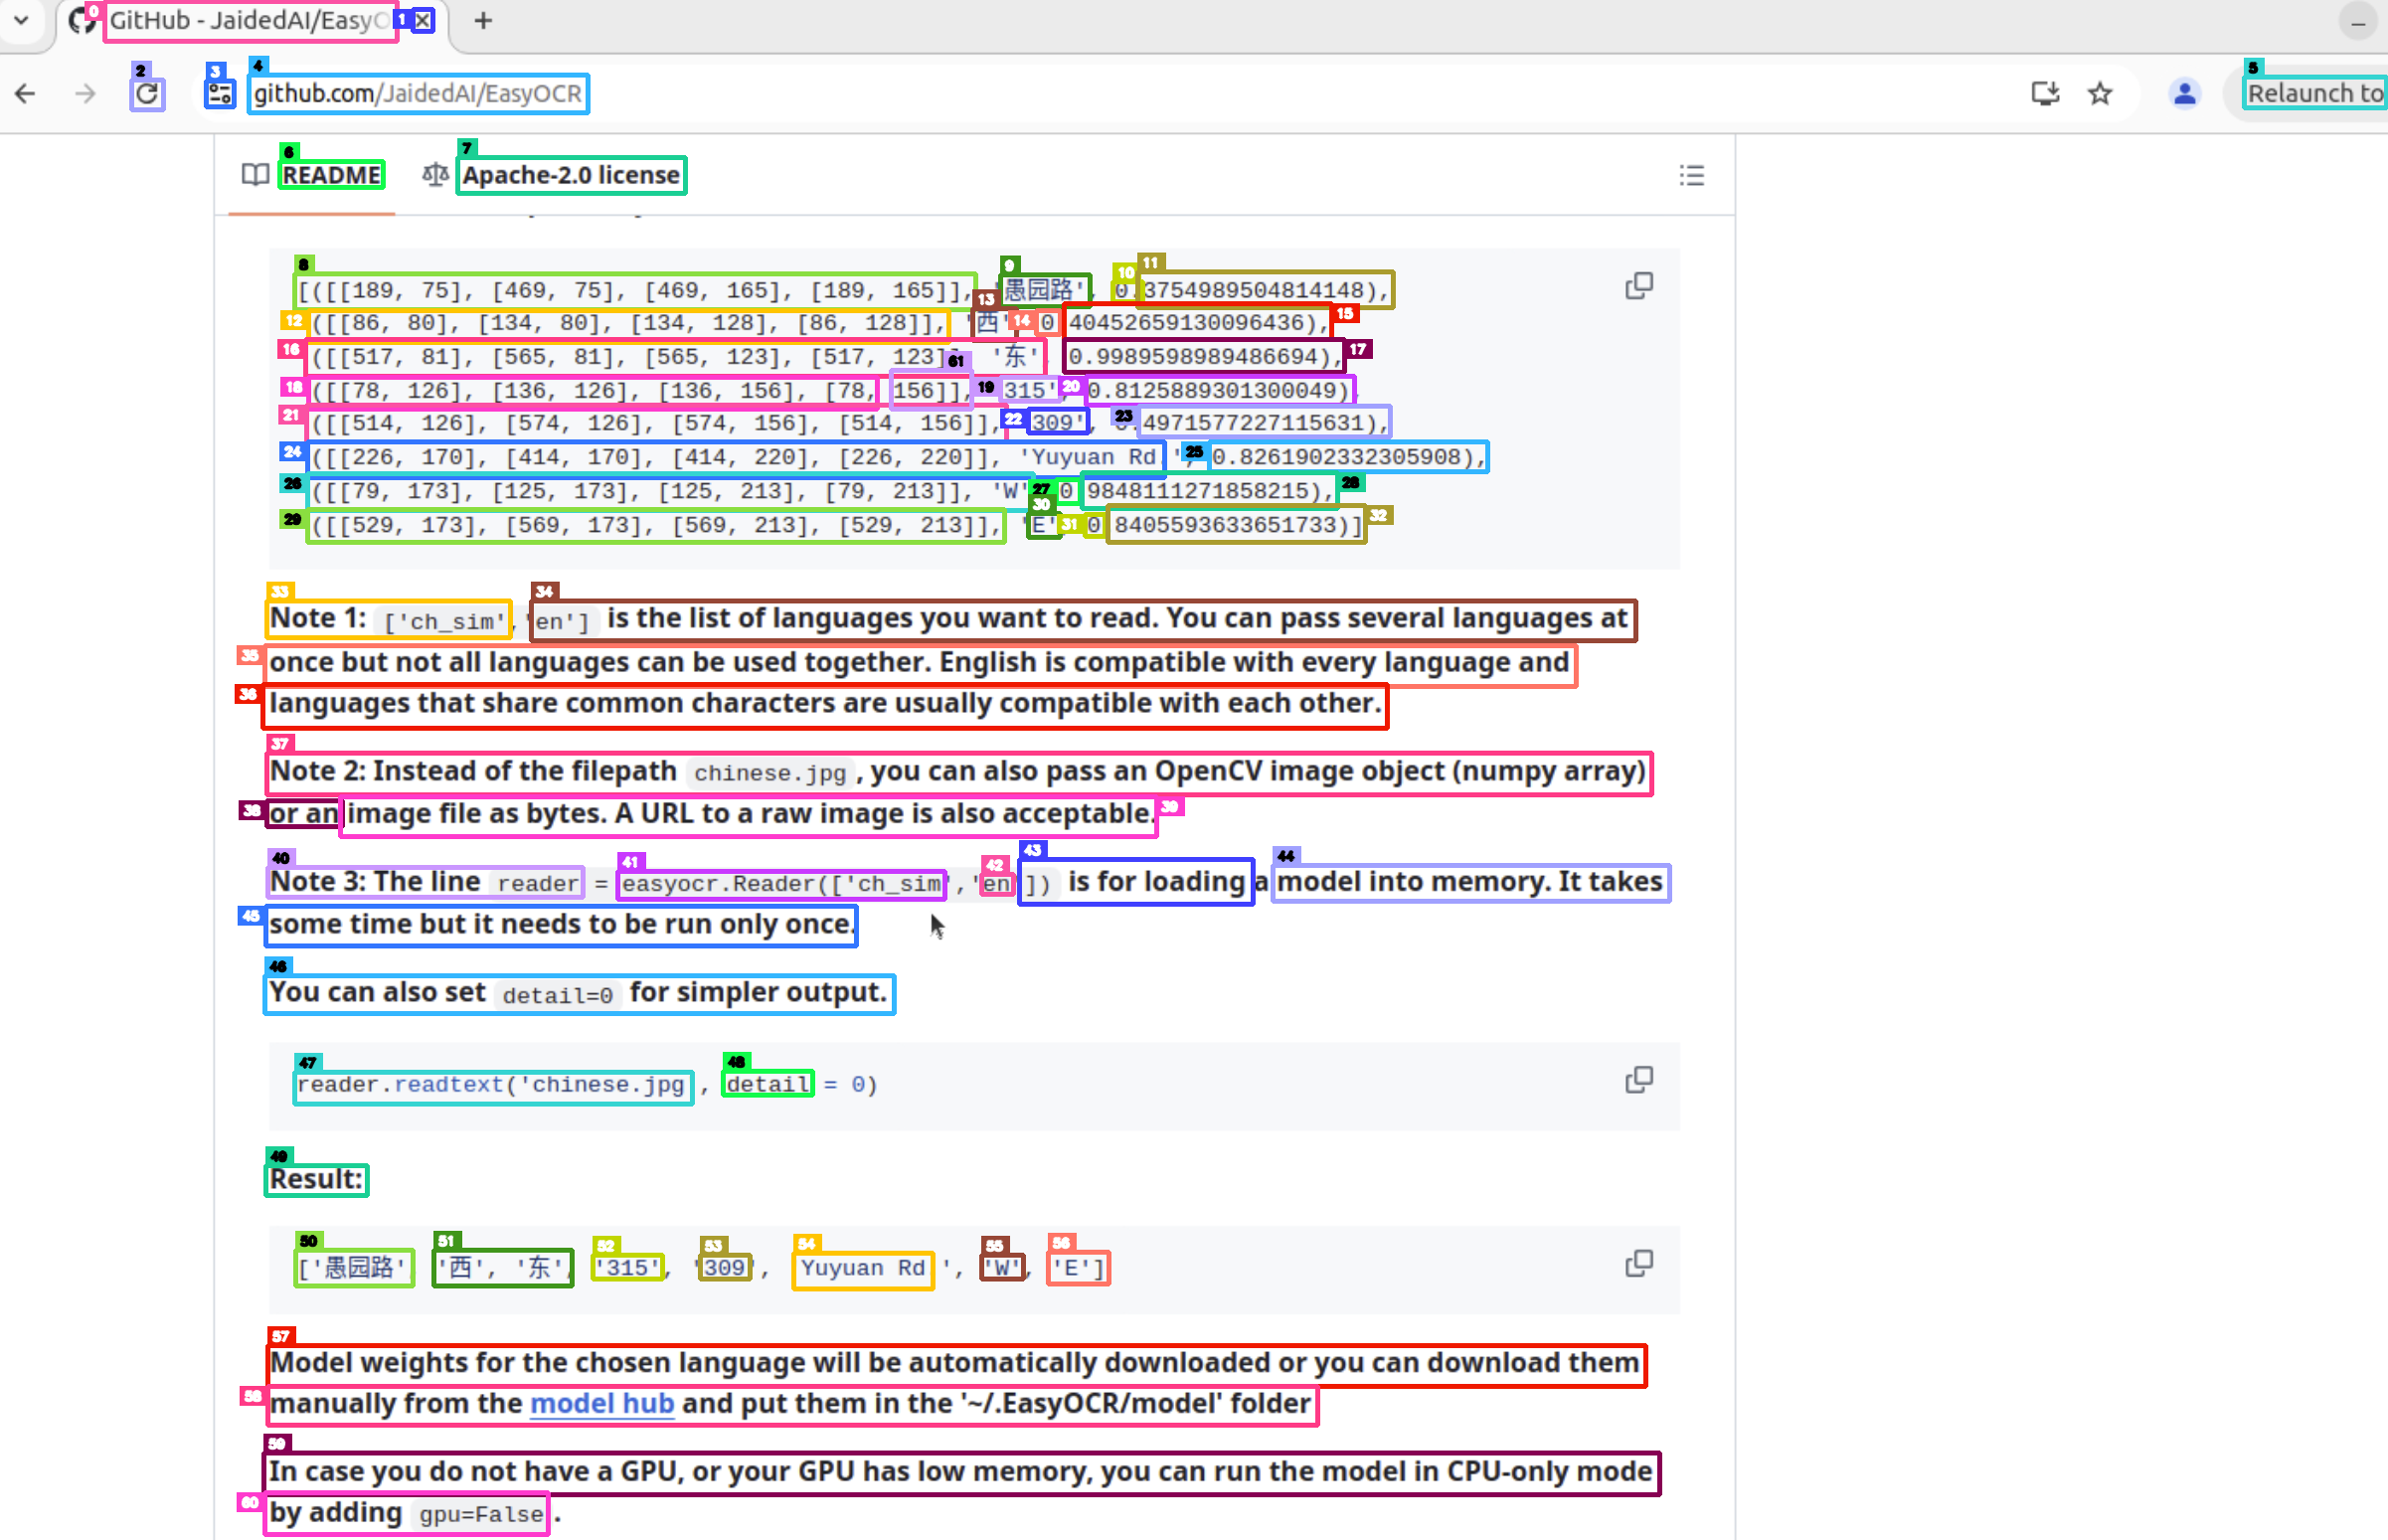 GitHub - JaidedAI/EasyO
github.com/JaidedAI/EasyOCR
Relaunch to
README
Apache-2.0 license
[([[189, 75], [469, 75], [469, 165], [189, 165]], '愚园路', 0.3754989504814148),
([[86, 80], [134, 80], [134, 128], [86, 128]], '西', 0.40452659130096436),
([[517, 81], [565, 81], [565, 123], [517, 123]], '东', 0.9989598989486694),
([[78, 126], [136, 126], [136, 156], [78, 156]], '315', 0.8125889301300049),
([[514, 126], [574, 126], [574, 156], [514, 156]], '309', 0.4971577227115631),
([[226, 170], [414, 170], [414, 220], [226, 220]], 'Yuyuan Rd.', 0.8261902332305908),
([[79, 173], [125, 173], [125, 213], [79, 213]], 'W', 0.9848111271858215),
([[529, 173], [569, 173], [569, 213], [529, 213]], 'E', 0.8405593633651733)]
Note 1: ['ch_sim','en'] is the list of languages you want to read. You can pass several languages at
once but not all languages can be used together. English is compatible with every language and
languages that share common characters are usually compatible with each other.
Note 2: Instead of the filepath chinese.jpg, you can also pass an OpenCV image object (numpy array)
or an image file as bytes. A URL to a raw image is also acceptable.
Note 3: The line reader = easyocr.Reader(['ch_sim','en']) is for loading a model into memory. It takes
some time but it needs to be run only once.
You can also set detail=0 for simpler output.
reader.readtext('chinese.jpg', detail = 0)
Result:
['愚园路', '西', '东', '315', '309', 'Yuyuan Rd.', 'W', 'E']
Model weights for the chosen language will be automatically downloaded or you can download them
manually from the model hub and put them in the '~/.EasyOCR/model' folder
In case you do not have a GPU, or your GPU has low memory, you can run the model in CPU-only mode
by adding gpu=False.